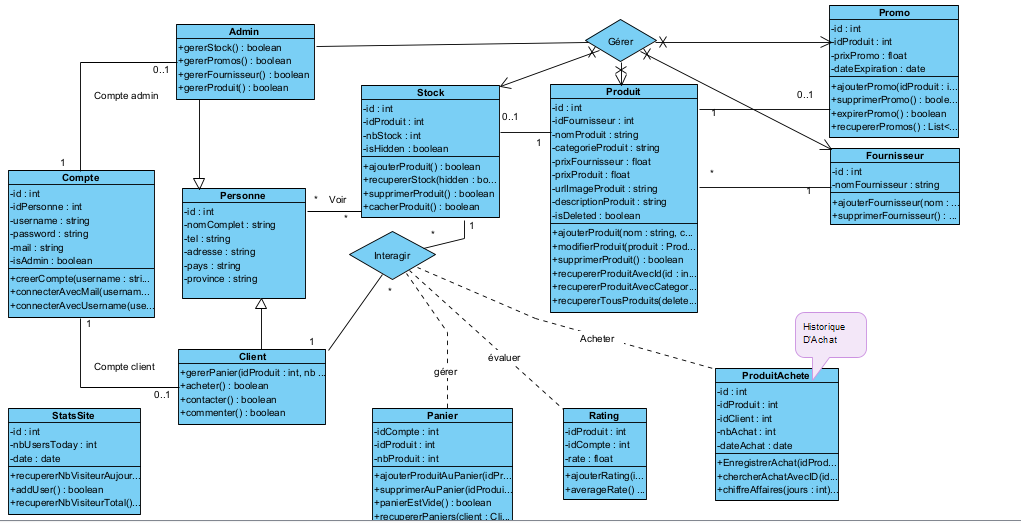 Admin
+gererStock() : boolean
+gererPromos() : boolean
+gererFournisseur() : boolean
+gererProduit() : boolean
Gérer
Promo
-id : int
-idProduit : int
-prixPromo : float
-dateExpiration : date
+ajouterPromo(idProduit : i...
+supprimerPromo() : boole...
+expirerPromo() : boolean
+recupererPromos() : List<...
0..1
Compte admin
1
Stock
-id : int
-idProduit : int
-nbStock : int
-isHidden : boolean
+ajouterProduit() : boolean
+recupererStock(hidden : bo...
+supprimerProduit() : boolean
+cacherProduit() : boolean
0..1
1
Produit
-id : int
-idFournisseur : int
-nomProduit : string
-categorieProduit : string
-prixFournisseur : float
-prixProduit : float
-urlImageProduit : string
-descriptionProduit : string
-isDeleted : boolean
+ajouterProduit(nom : string, c...
+modifierProduit(produit : Prod...
+supprimerProduit() : boolean
+recupererProduitAvecId(id : in...
+recupererProduitAvecCategor...
+recupererTousProduits(delete...
0..1
1
*
1
Fournisseur
-id : int
-nomFournisseur : string
+ajouterFournisseur(nom : ...
+supprimerFournisseur() : ...
Compte
-id : int
-idPersonne : int
-username : string
-password : string
-mail : string
-isAdmin : boolean
+creerCompte(username : stri...
+connecterAvecMail(usernam...
+connecterAvecUsername(use...
Personne
-id : int
-nomComplet : string
-tel : string
-adresse : string
-pays : string
-province : string
*
Voir
*
1
*
Interagir
*
1
1
Compte client
0..1
Client
+gererPanier(idProduit : int, nb ...
+acheter() : boolean
+contacter() : boolean
+commenter() : boolean
gérer
évaluer
Acheter
Historique
D'Achat
StatsSite
-id : int
-nbUsersToday : int
-date : date
+recupererNbVisiteurAujour...
+addUser() : boolean
+recupererNbVisiteurTotal()...
Panier
-idCompte : int
-idProduit : int
-nbProduit : int
+ajouterProduitAuPanier(idPr...
+supprimerAuPanier(idProdui...
+panierEstVide() : boolean
+recupererPaniers(client : Cli...
Rating
-idProduit : int
-idCompte : int
-rate : float
+ajouterRating(i...
+averageRate() ...
ProduitAchete
-id : int
-idProduit : int
-idClient : int
-nbAchat : int
-dateAchat : date
+EnregistrerAchat(idProd...
+chercherAchatAvecID(id...
+chiffreAffaires(jours : int)...